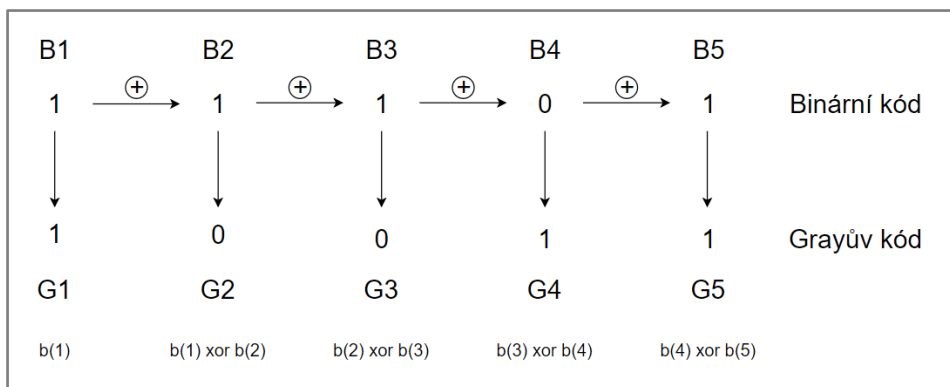 B1 B2 B3 B4 B5
1 ⊕ 1 ⊕ 1 ⊕ 0 ⊕ 1 Binární kód
1 0 0 1 1 Grayův kód
G1 G2 G3 G4 G5
b(1) b(1) xor b(2) b(2) xor b(3) b(3) xor b(4) b(4) xor b(5)